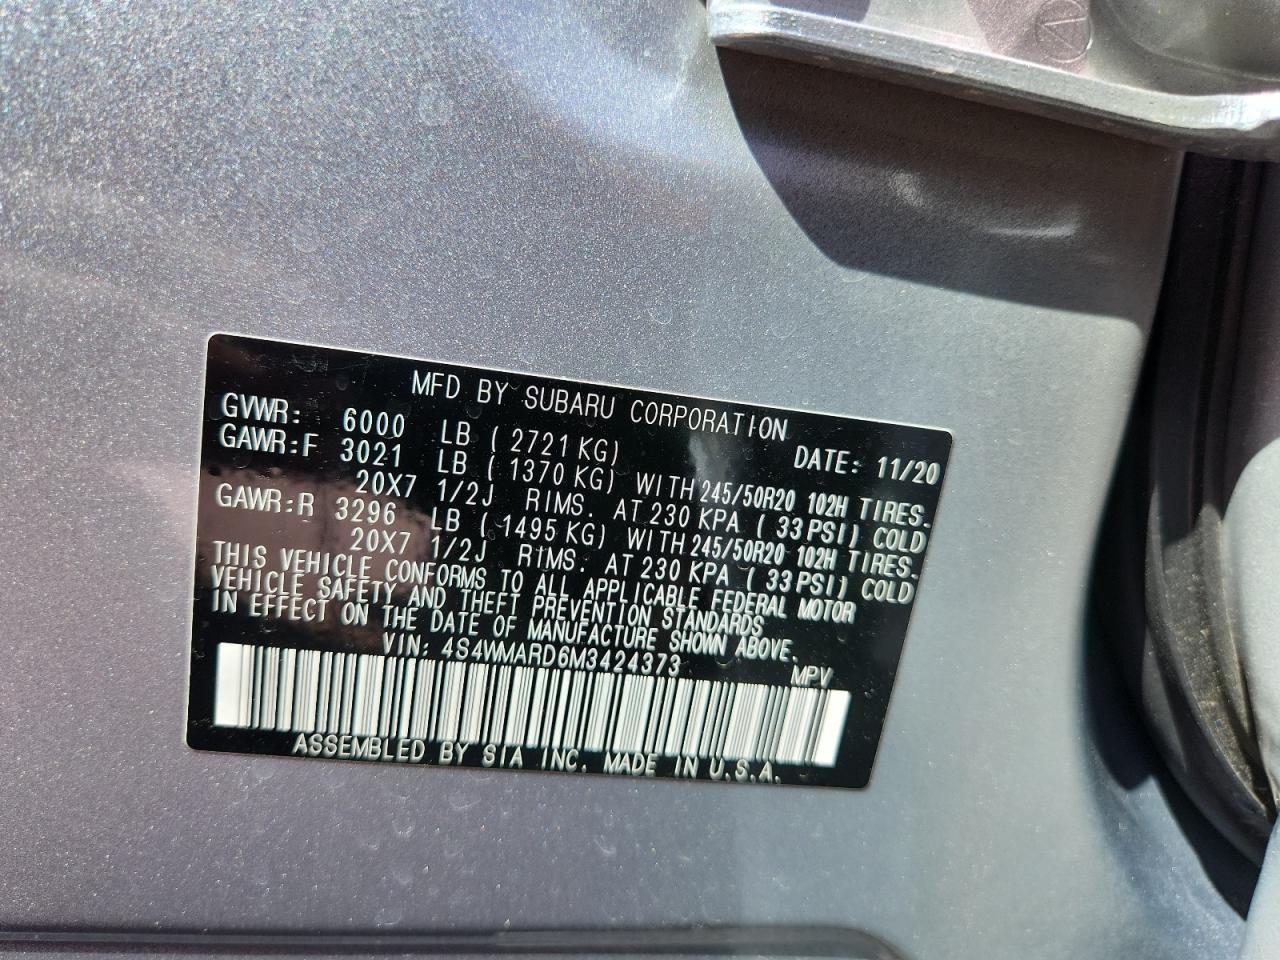 MFD BY SUBARU CORPORATION
GVWR: 6000 LB ( 2721 KG) DATE: 11/20
GAWR:F 3021 LB ( 1370 KG) WITH 245/50R20 102H TIRES.
20X7 1/2J RIMS. AT 230 KPA ( 33 PSI) COLD
GAWR:R 3296 LB ( 1495 KG) WITH 245/50R20 102H TIRES.
20X7 1/2J RIMS. AT 230 KPA ( 33 PSI) COLD
THIS VEHICLE CONFORMS TO ALL APPLICABLE FEDERAL MOTOR
VEHICLE SAFETY AND THEFT PREVENTION STANDARDS
IN EFFECT ON THE DATE OF MANUFACTURE SHOWN ABOVE.
VIN: 4S4WMARD6M3424373 MPV
ASSEMBLED BY SIA INC. MADE IN U.S.A.